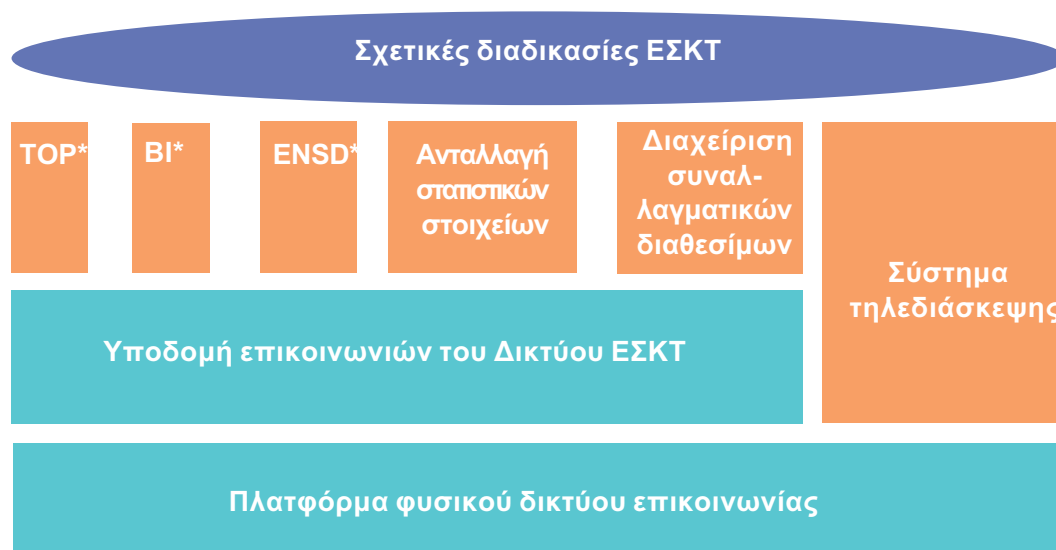 Σχετικές διαδικασίες ΕΣΚΤ
TOP*
BI*
ENSD*
Ανταλλαγή
στατιστικών
στοιχείων
Διαχείριση
συναλ-
λαγματικών
διαθεσίμων
Σύστημα
τηλεδιάσκεψης
Υποδομή επικοινωνιών του Δικτύου ΕΣΚΤ
Πλατφόρμα φυσικού δικτύου επικοινωνίας